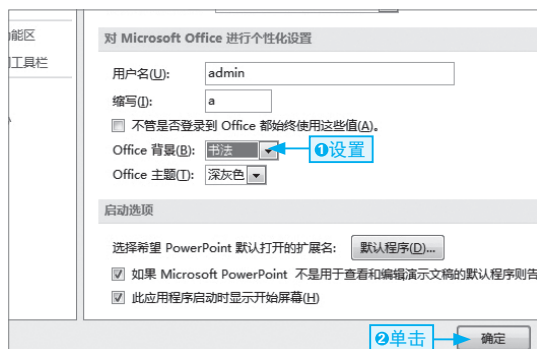 功能区
对 Microsoft Office 进行个性化设置
工具栏
用户名(U): admin
缩写(I): a
不管是否登录到 Office 都始终使用这些值(A)。
Office 背景(B): 书法 ❶设置
Office 主题(T): 深灰色
启动选项
选择希望 PowerPoint 默认打开的扩展名: 默认程序(D)...
如果 Microsoft PowerPoint 不是用于查看和编辑演示文稿的默认程序则告
此应用程序启动时显示开始屏幕(H)
❷单击 确定